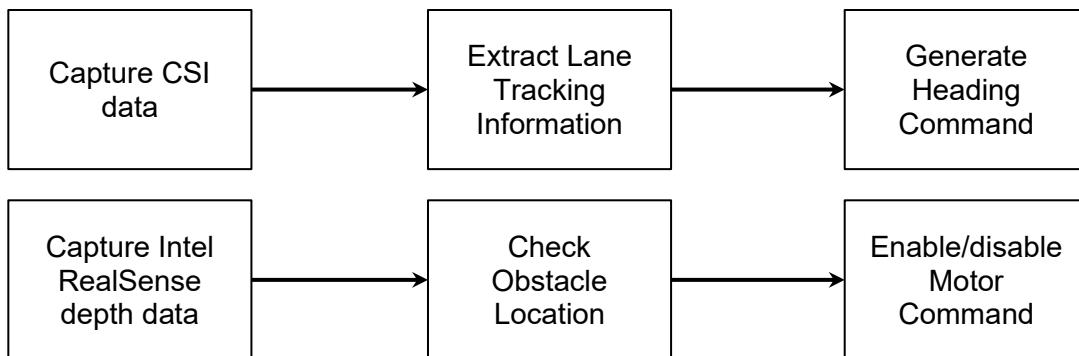 Capture CSI
data
Extract Lane
Tracking
Information
Generate
Heading
Command
Capture Intel
RealSense
depth data
Check
Obstacle
Location
Enable/disable
Motor
Command